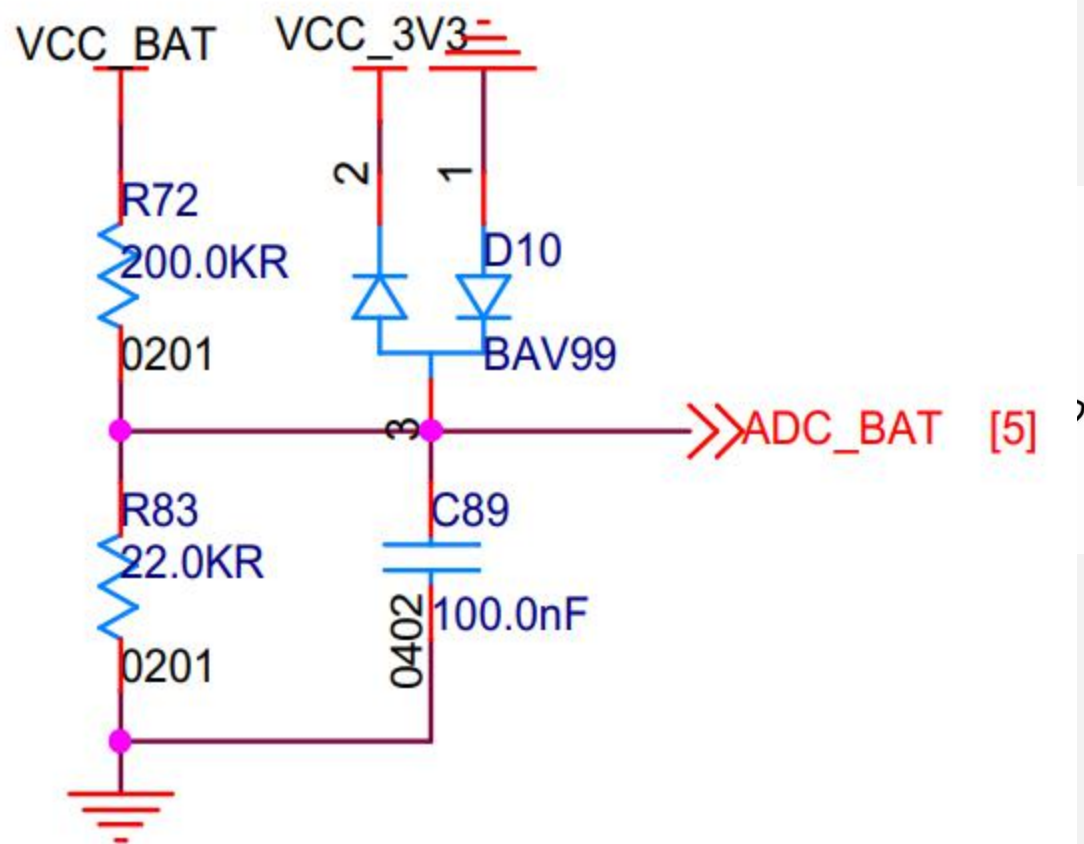 VCC_BAT
VCC_3V3
2
1
R72
200.0KR
0201
D10
BAV99
3
ADC_BAT [5]
R83
22.0KR
0201
C89
100.0nF
0402